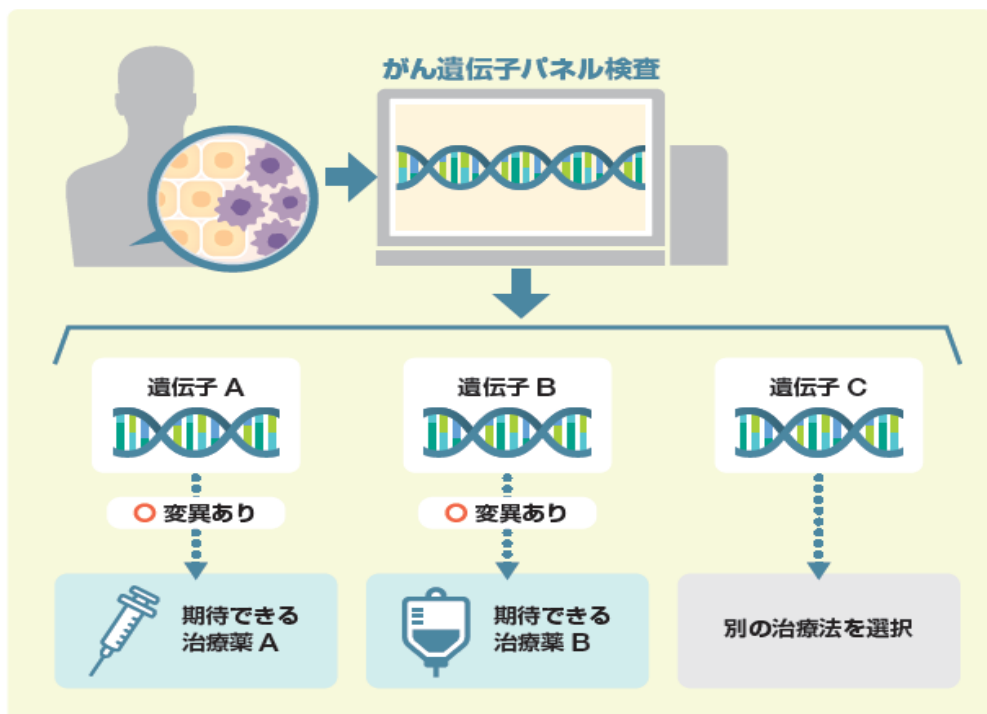 がん遺伝子パネル検査
遺伝子 A
遺伝子 B
遺伝子 C
変異あり
変異あり
期待できる
治療薬 A
期待できる
治療薬 B
別の治療法を選択